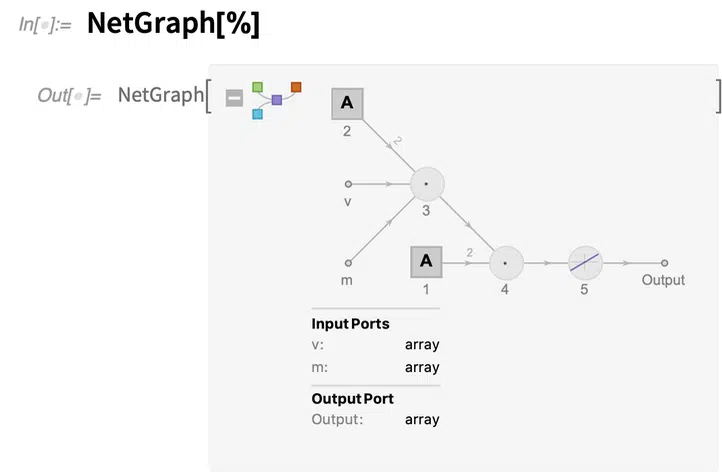 In[●]:= NetGraph[%]
Out[●]= NetGraph[
A
2
2
v
3
m
A
2
1
4
5
Output
Input Ports
v: array
m: array
Output Port
Output: array
]